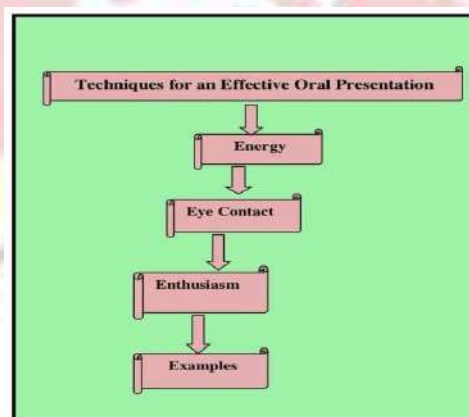 Techniques for an Effective Oral Presentation
Energy
Eye Contact
Enthusiasm
Examples